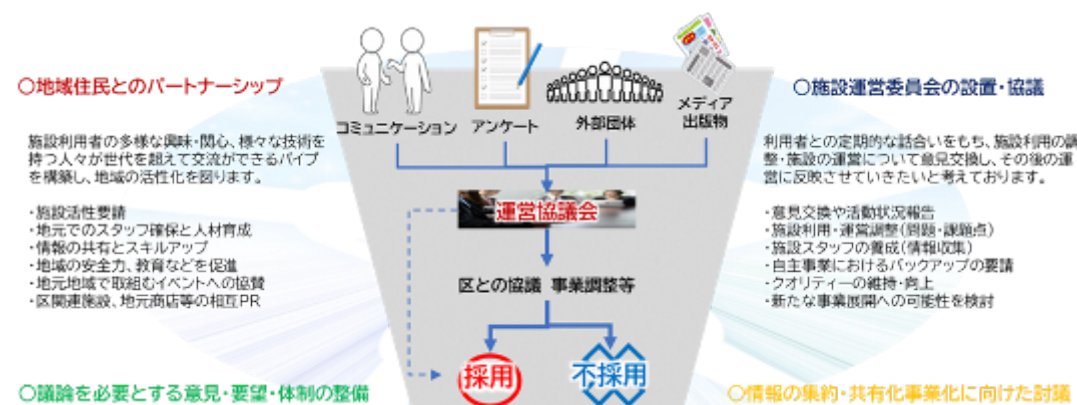 〇地域住民とのパートナーシップ
施設利用者の多様な興味・関心、様々な技術を
持つ人々が世代を超えて交流ができるパイプ
を構築し、地域の活性化を図ります。
・施設活性要請
・地元でのスタッフ確保と人材育成
・情報の共有とスキルアップ
・地域の安全力、教育などを促進
・地元地域で取組むイベントへの協賛
・区関連施設、地元商店等の相互PR
コミュニケーション
アンケート
外部団体
メディア
出版物
運営協議会
区との協議 事業調整等
採用
不採用
〇施設運営委員会の設置・協議
利用者との定期的な話合いをもち、施設利用の調
整・施設の運営について意見交換し、その後の運
営に反映させていきたいと考えております。
・意見交換や活動状況報告
・施設利用・運営調整(問題・課題点)
・施設スタッフの養成(情報収集)
・自主事業におけるバックアップの要請
・クオリティーの維持・向上
・新たな事業展開への可能性を検討
〇議論を必要とする意見・要望・体制の整備
〇情報の集約・共有化事業化に向けた討議